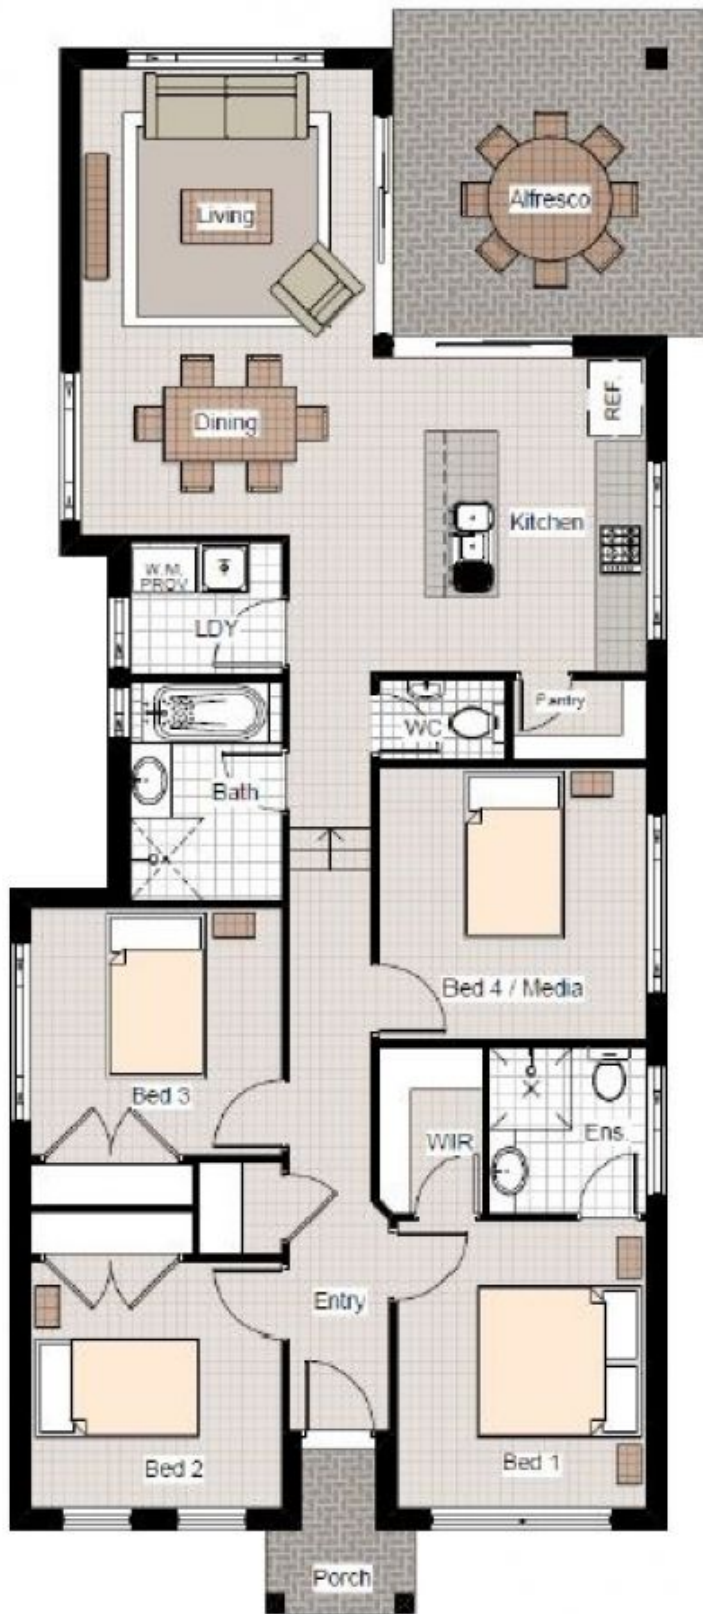 Living
Alfresco
Dining
REF.
Kitchen
W.M.
PROV
LDY
Pantry
WC
Bath
Bed 4 / Media
Bed 3
WIR
Ens.
Entry
Bed 2
Bed 1
Porch